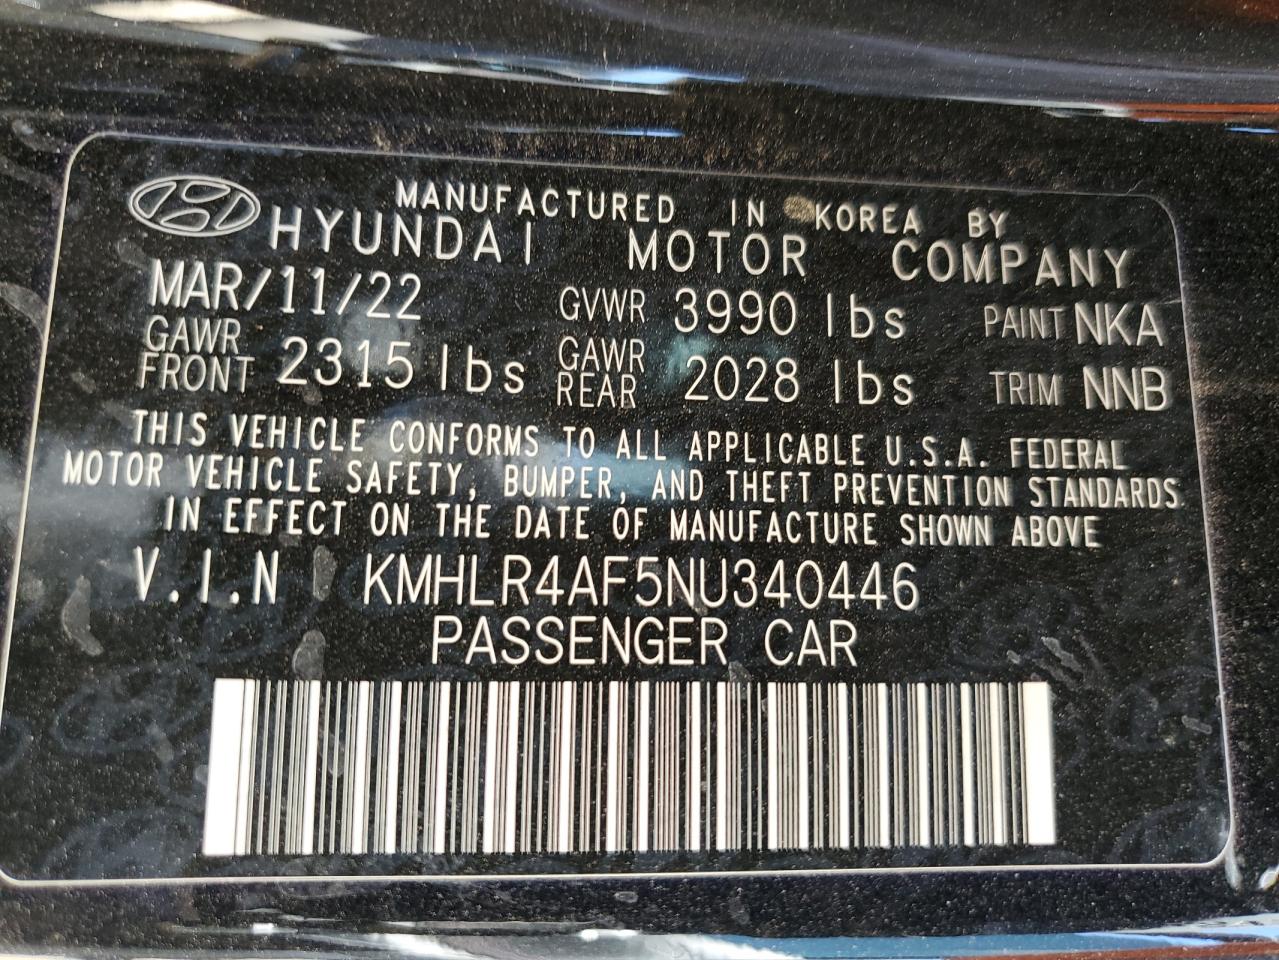 MANUFACTURED IN KOREA BY
HYUNDAI MOTOR COMPANY
MAR/11/22 GVWR 3990 lbs PAINT NKA
GAWR FRONT 2315 lbs GAWR REAR 2028 lbs TRIM NNB
THIS VEHICLE CONFORMS TO ALL APPLICABLE U.S.A. FEDERAL
MOTOR VEHICLE SAFETY, BUMPER, AND THEFT PREVENTION STANDARDS
IN EFFECT ON THE DATE OF MANUFACTURE SHOWN ABOVE
V.I.N KMHLR4AF5NU340446
PASSENGER CAR